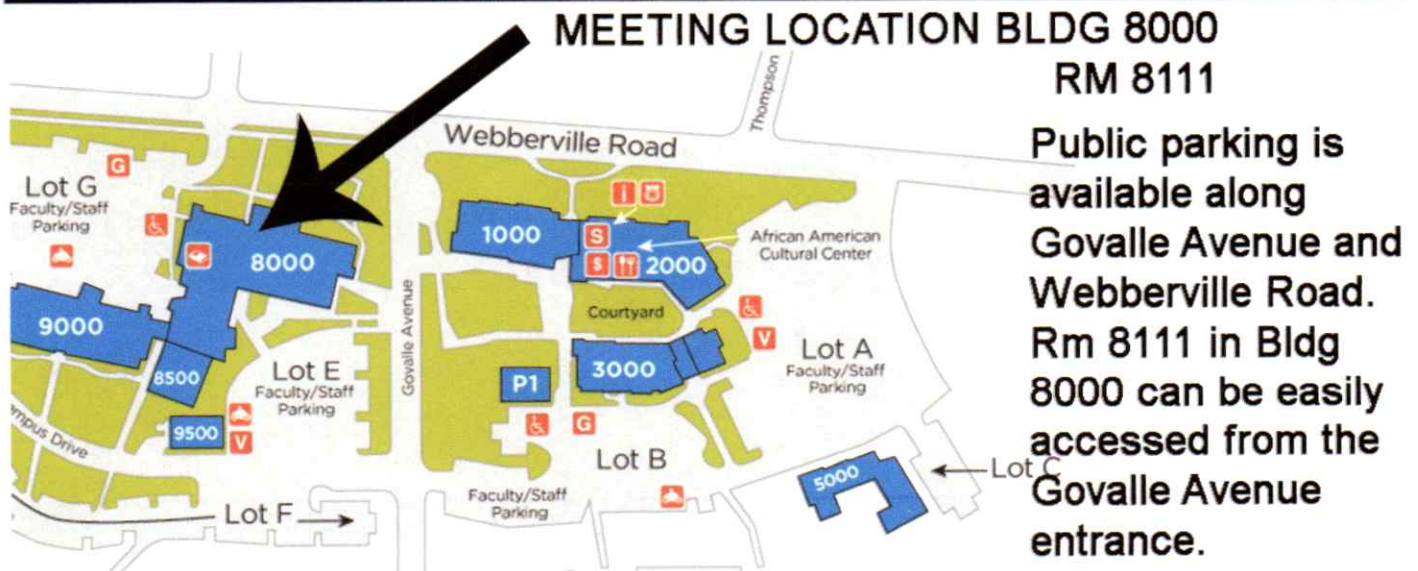 MEETING LOCATION BLDG 8000
RM 8111
Public parking is
available along
Govalle Avenue and
Webberville Road.
Rm 8111 in Bldg
8000 can be easily
accessed from the
Govalle Avenue
entrance.
Thompson
Webberville Road
G
Lot G
Faculty/Staff
Parking
8000
9000
8500
9500
V
Lot E
Faculty/Staff
Parking
Govalle Avenue
ampus Drive
Lot F
i
1000
S
$
2000
African American
Cultural Center
Courtyard
3000
P1
V
Lot A
Faculty/Staff
Parking
G
Lot B
Faculty/Staff
Parking
5000
Lot C